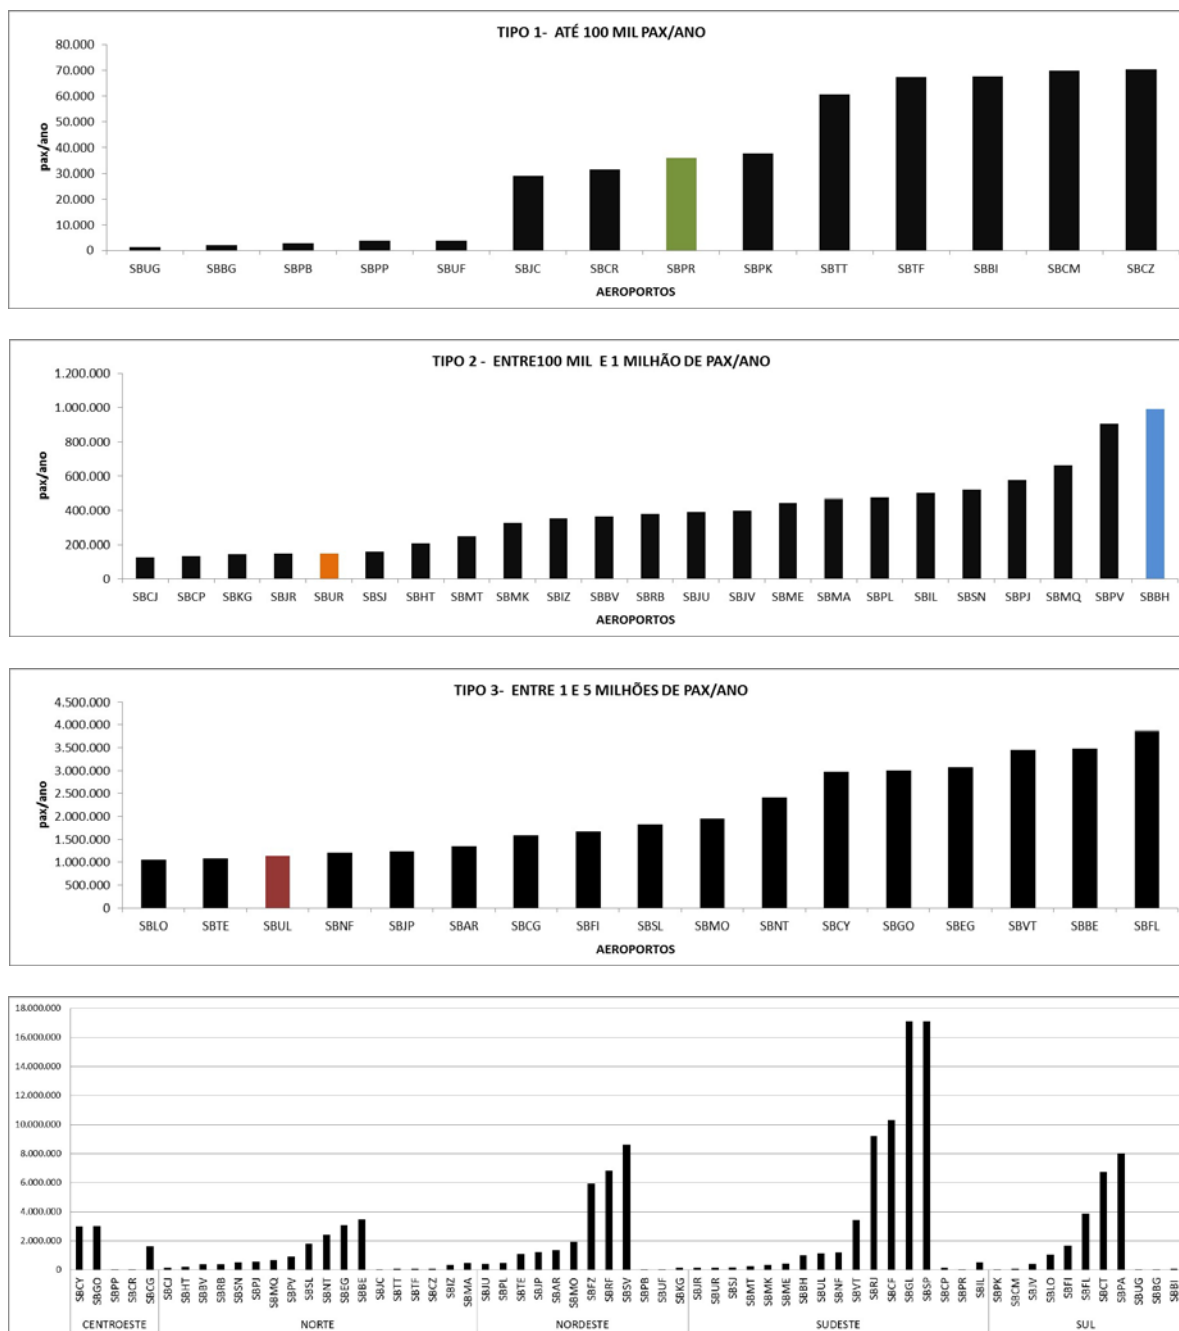 TIPO 1- ATÉ 100 MIL PAX/ANO
80.000
70.000
60.000
50.000
40.000
30.000
20.000
10.000
0
pax/ano
SBUG SBBG SBPB SBPP SBUF SBJC SBCR SBPR SBPK SBTT SBTF SBBI SBCM SBCZ
AEROPORTOS
TIPO 2 - ENTRE100 MIL E 1 MILHÃO DE PAX/ANO
1.200.000
1.000.000
800.000
600.000
400.000
200.000
0
pax/ano
SBCJ SBCP SBKG SBJR SBUR SBSJ SBHT SBMT SBMK SBIZ SBBV SBRB SBJU SBJV SBME SBMA SBPL SBIL SBSN SBPJ SBMQ SBPV SBBH
AEROPORTOS
TIPO 3- ENTRE 1 E 5 MILHÕES DE PAX/ANO
4.500.000
4.000.000
3.500.000
3.000.000
2.500.000
2.000.000
1.500.000
1.000.000
500.000
0
pax/ano
SBLO SBTE SBUL SBNF SBJP SBAR SBCG SBFI SBSL SBMO SBNT SBCY SBGO SBEG SBVT SBBE SBFL
AEROPORTOS
18.000.000
16.000.000
14.000.000
12.000.000
10.000.000
8.000.000
6.000.000
4.000.000
2.000.000
0
SBCY SBGO SBPP SBCR SBCG SBCJ SBHT SBBV SBRB SBSN SBPJ SBMQ SBPV SBSL SBNT SBEG SBBE SBJC SBTT SBTF SBCZ SBIZ SBMA SBJU SBPL SBTE SBJP SBAR SBMO SBFZ SBRF SBSV SBPB SBUF SBKG SBJR SBUR SBSJ SBMT SBMK SBME SBBH SBUL SBNF SBVT SBRJ SBCF SBGL SBSP SBCP SBPR SBIL SBPK SBCM SBJV SBLO SBFI SBFL SBCT SBPA SBUG SBBG SBBI
CENTROESTE NORTE NORDESTE SUDESTE SUL